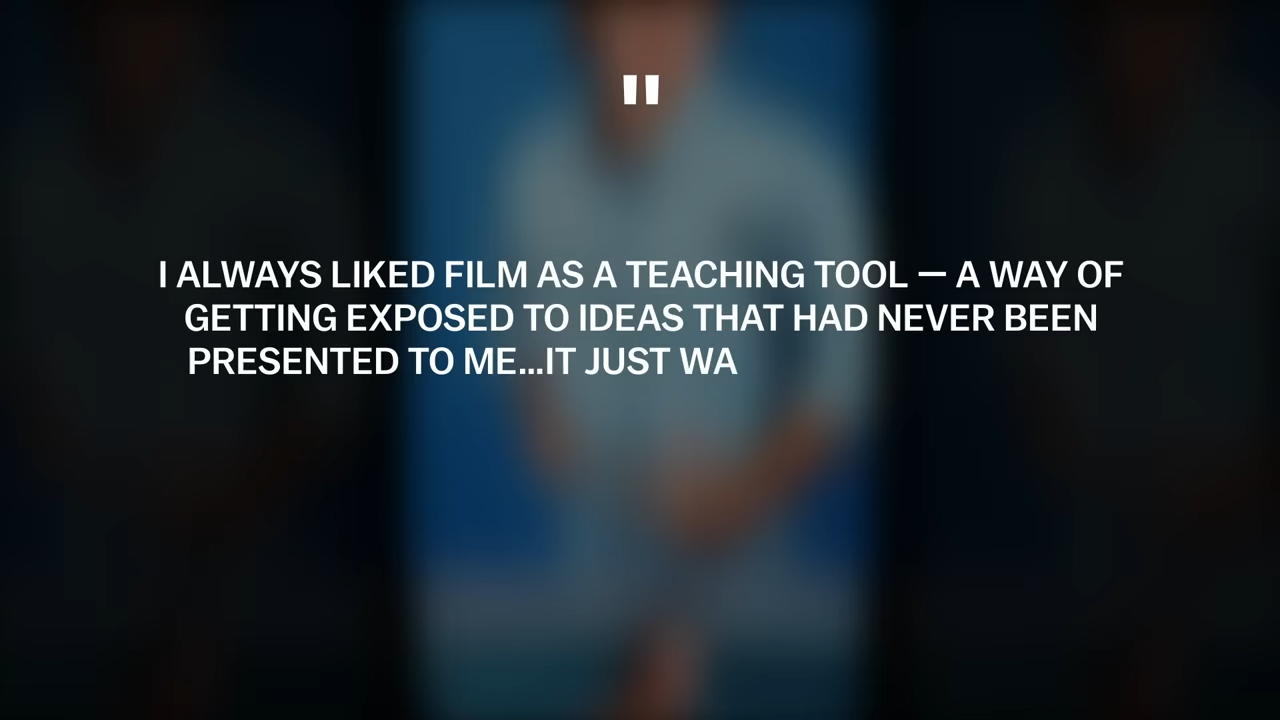 "
I ALWAYS LIKED FILM AS A TEACHING TOOL — A WAY OF
GETTING EXPOSED TO IDEAS THAT HAD NEVER BEEN
PRESENTED TO ME...IT JUST WA